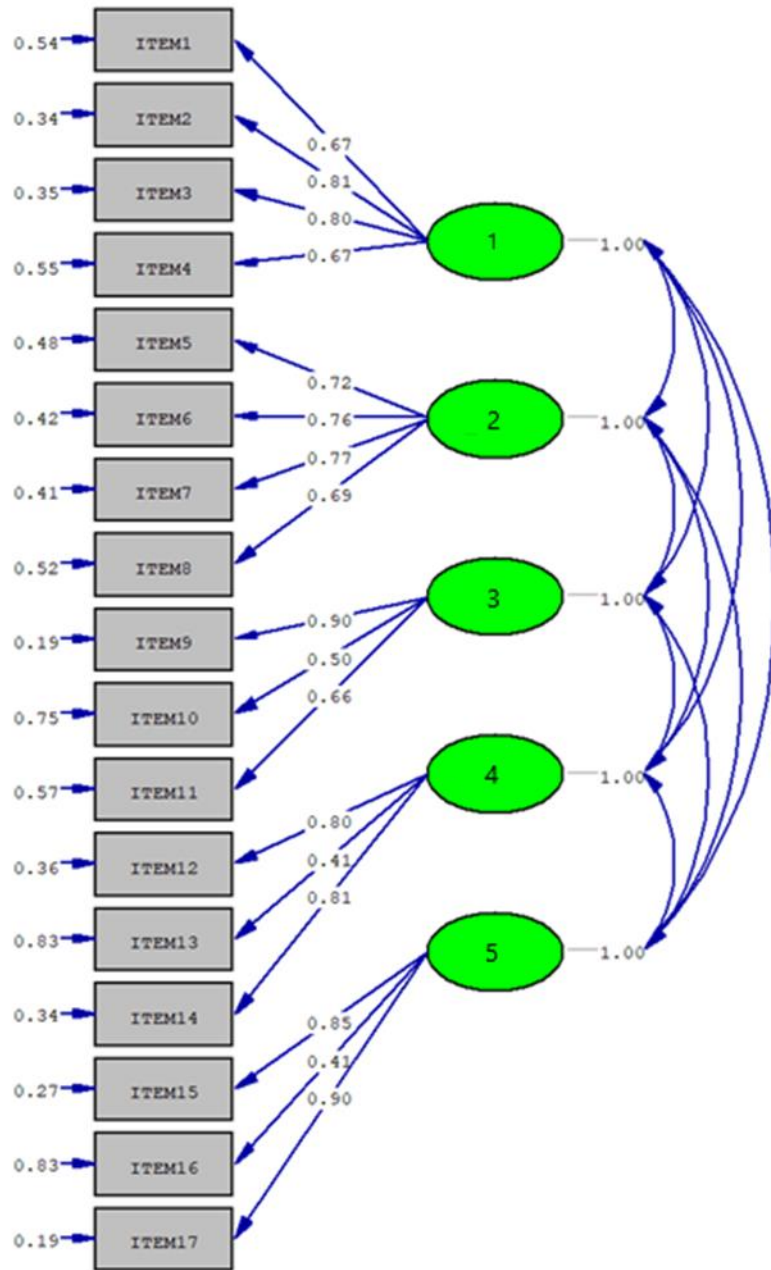 0.54 ITEM1
0.67
0.34 ITEM2
0.81
0.35 ITEM3
0.80
0.55 ITEM4
0.67
1 1.00
0.48 ITEM5
0.72
0.42 ITEM6
0.76
2 1.00
0.41 ITEM7
0.77
0.52 ITEM8
0.69
0.19 ITEM9
0.90
3 1.00
0.75 ITEM10
0.50
0.57 ITEM11
0.66
0.36 ITEM12
0.80
4 1.00
0.83 ITEM13
0.41
0.34 ITEM14
0.81
5 1.00
0.27 ITEM15
0.85
0.83 ITEM16
0.41
0.19 ITEM17
0.90